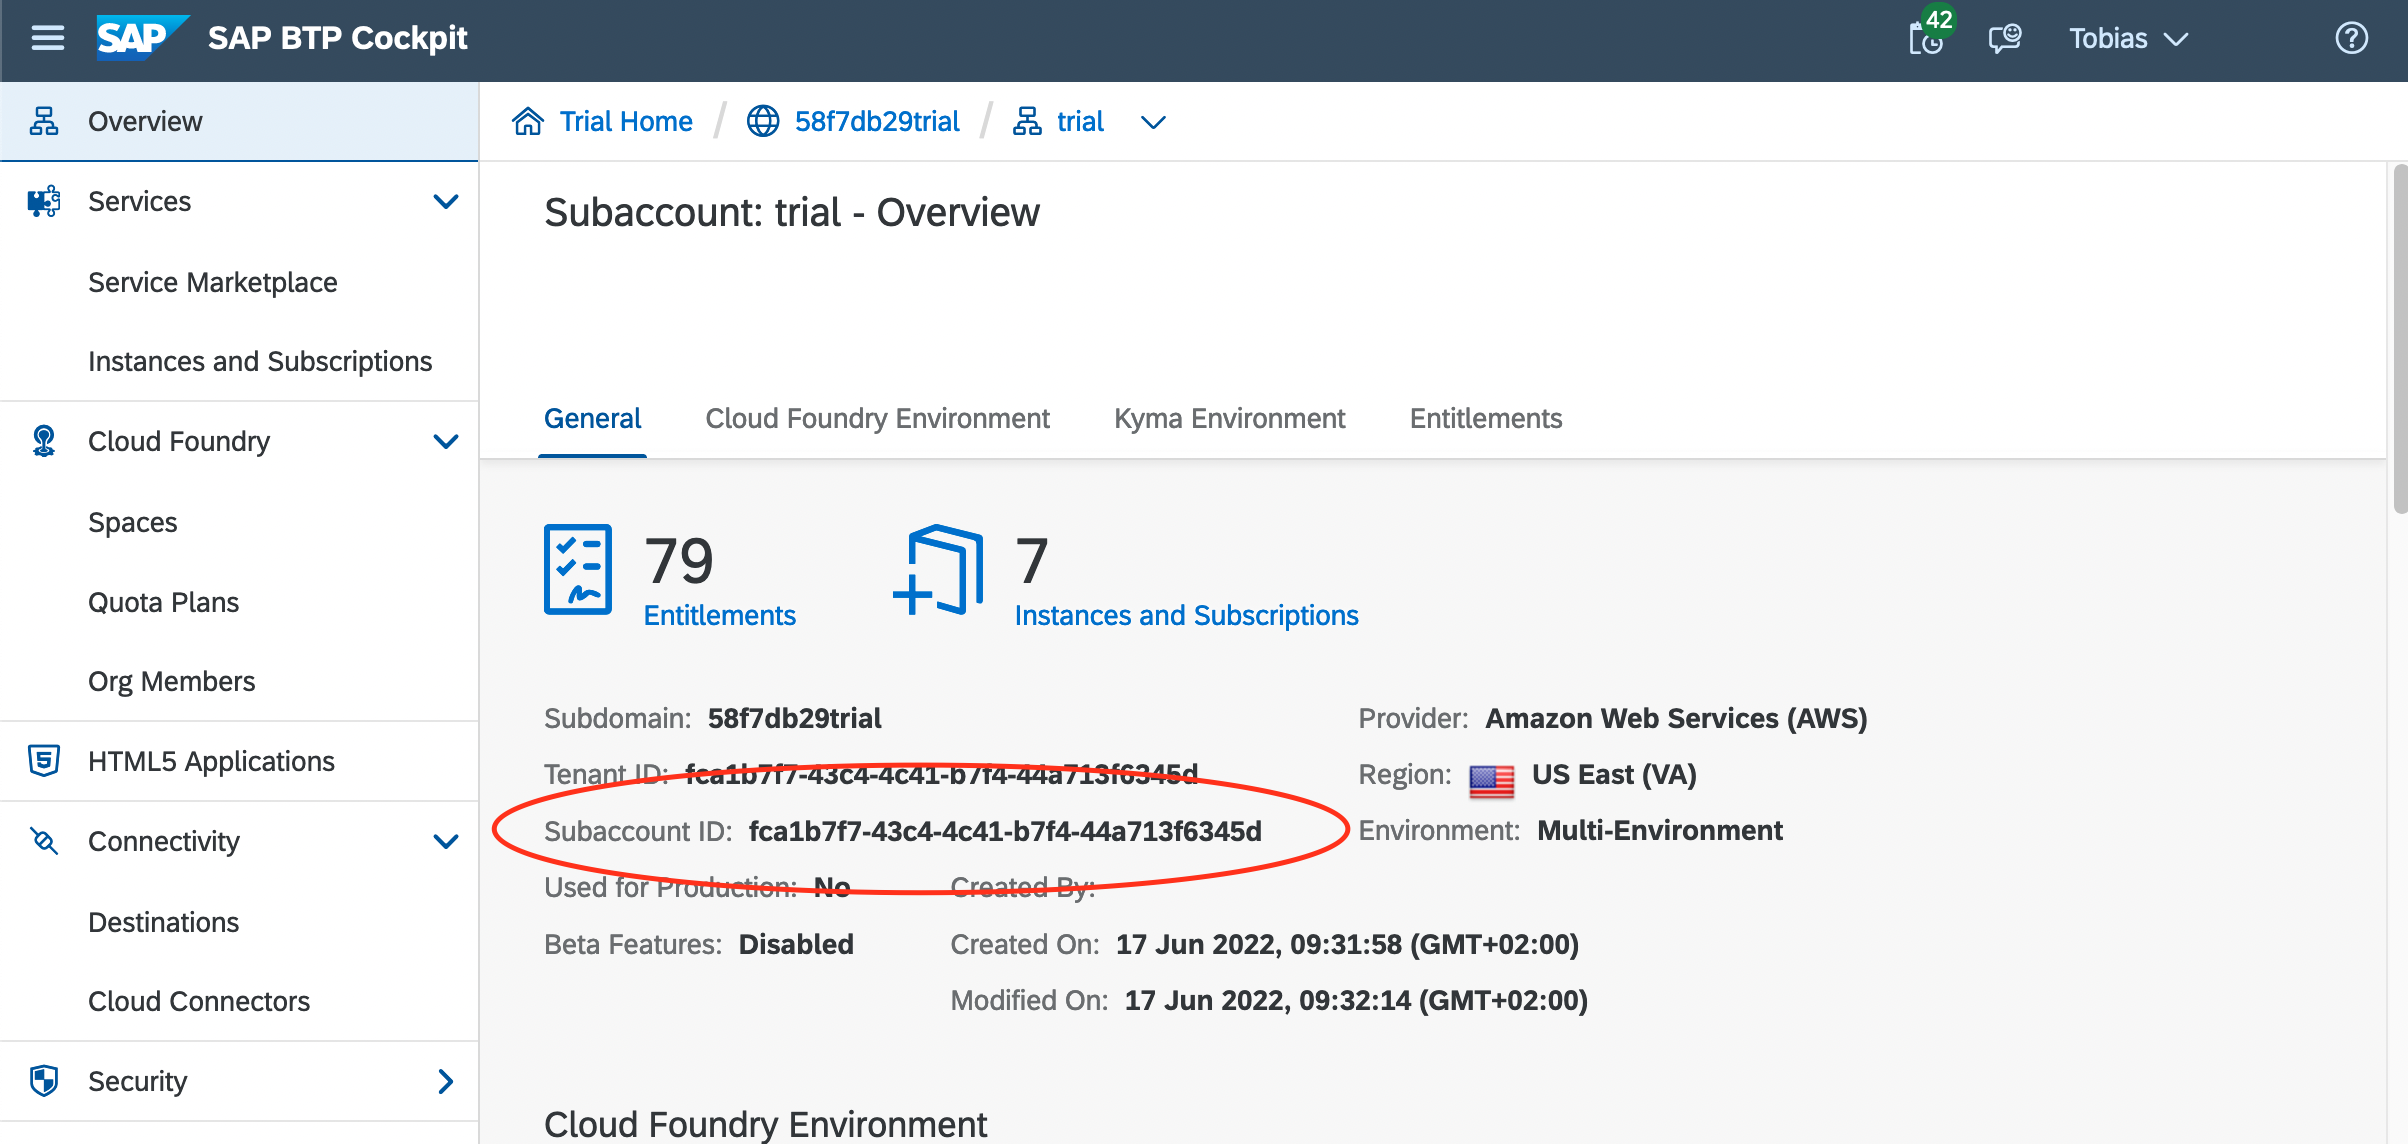 SAP SAP BTP Cockpit 42 Tobias
Overview
Services
Service Marketplace
Instances and Subscriptions
Cloud Foundry
Spaces
Quota Plans
Org Members
HTML5 Applications
Connectivity
Destinations
Cloud Connectors
Security
Trial Home / 58f7db29trial / trial
Subaccount: trial - Overview
General Cloud Foundry Environment Kyma Environment Entitlements
79 Entitlements
7 Instances and Subscriptions
Subdomain: 58f7db29trial
Tenant ID: fca1b7f7-43c4-4c41-b7f4-44a713f6345d
Subaccount ID: fca1b7f7-43c4-4c41-b7f4-44a713f6345d
Used for Production: No
Beta Features: Disabled
Created By:
Created On: 17 Jun 2022, 09:31:58 (GMT+02:00)
Modified On: 17 Jun 2022, 09:32:14 (GMT+02:00)
Provider: Amazon Web Services (AWS)
Region: US East (VA)
Environment: Multi-Environment
Cloud Foundry Environment